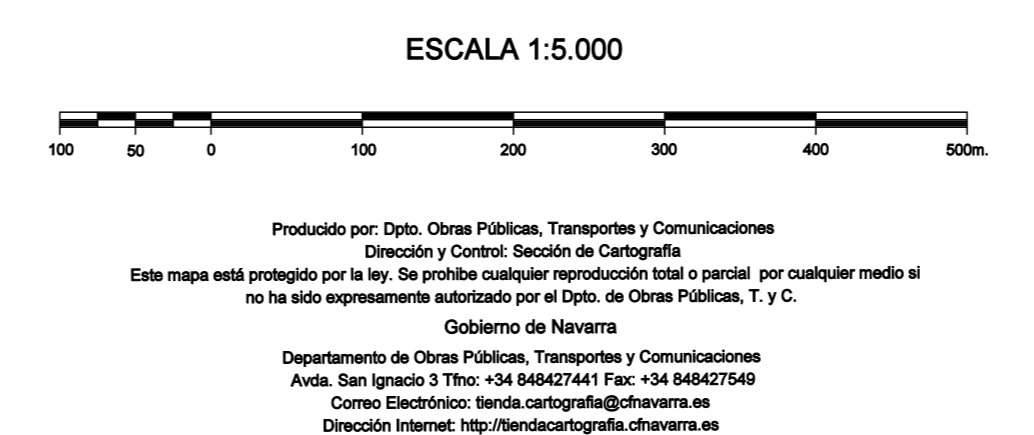 ESCALA 1:5.000
100 50 0 100 200 300 400 500m.
Producido por: Dpto. Obras Públicas, Transportes y Comunicaciones
Dirección y Control: Sección de Cartografía
Este mapa está protegido por la ley. Se prohibe cualquier reproducción total o parcial por cualquier medio si
no ha sido expresamente autorizado por el Dpto. de Obras Públicas, T. y C.
Gobierno de Navarra
Departamento de Obras Públicas, Transportes y Comunicaciones
Avda. San Ignacio 3 Tfno: +34 848427441 Fax: +34 848427549
Correo Electrónico: tienda.cartografia@cfnavarra.es
Dirección Internet: http://tiendacartografia.cfnavarra.es